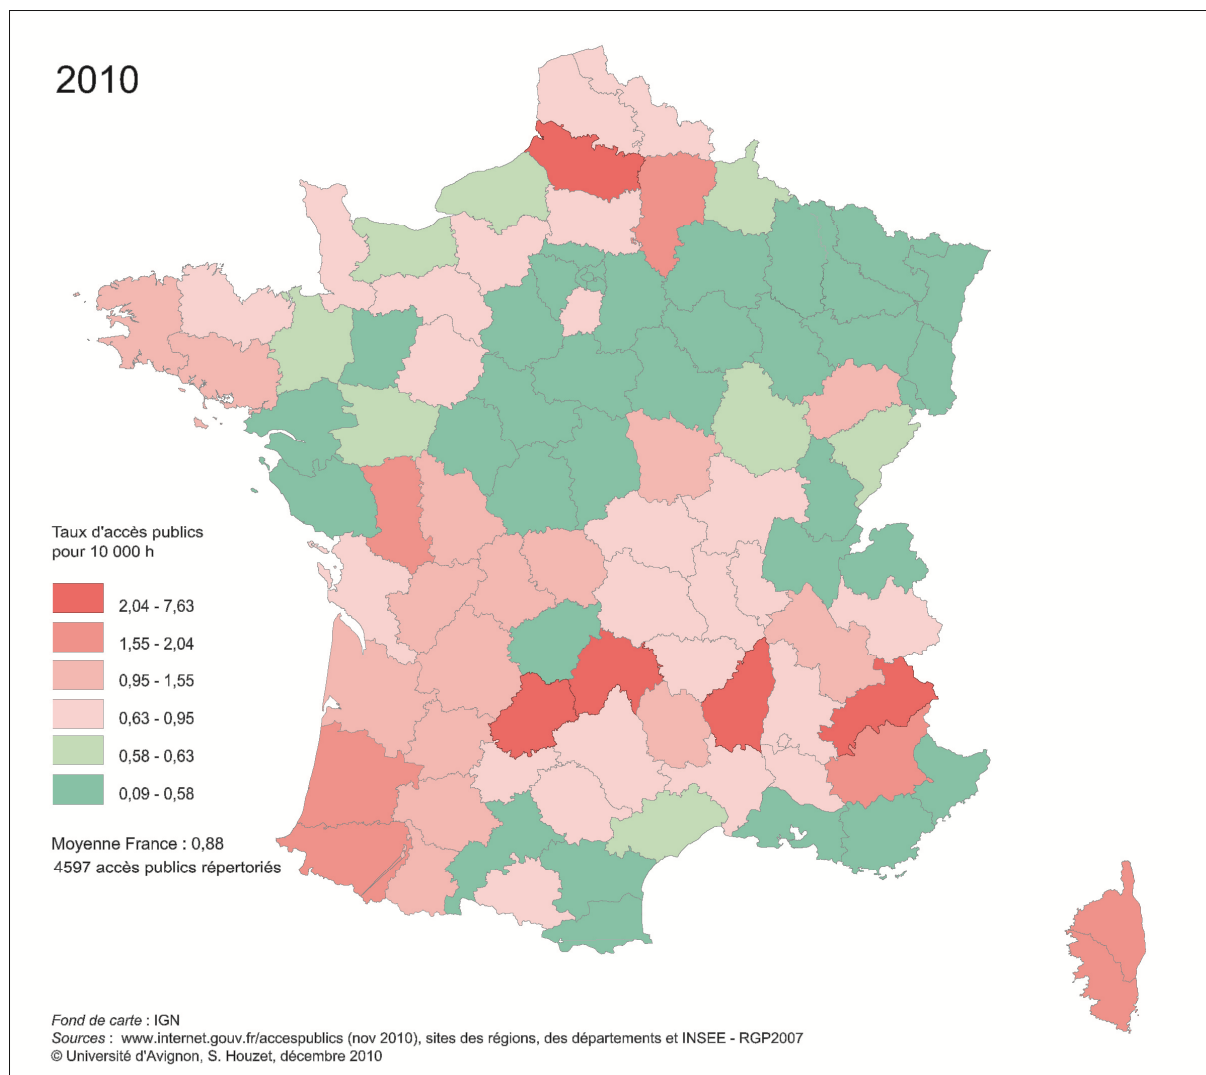 2010
Taux d'accès publics
pour 10 000 h
2,04 - 7,63
1,55 - 2,04
0,95 - 1,55
0,63 - 0,95
0,58 - 0,63
0,09 - 0,58
Moyenne France : 0,88
4597 accès publics répertoriés
Fond de carte : IGN
Sources : www.internet.gouv.fr/accespublics (nov 2010), sites des régions, des départements et INSEE - RGP2007
© Université d'Avignon, S. Houzet, décembre 2010